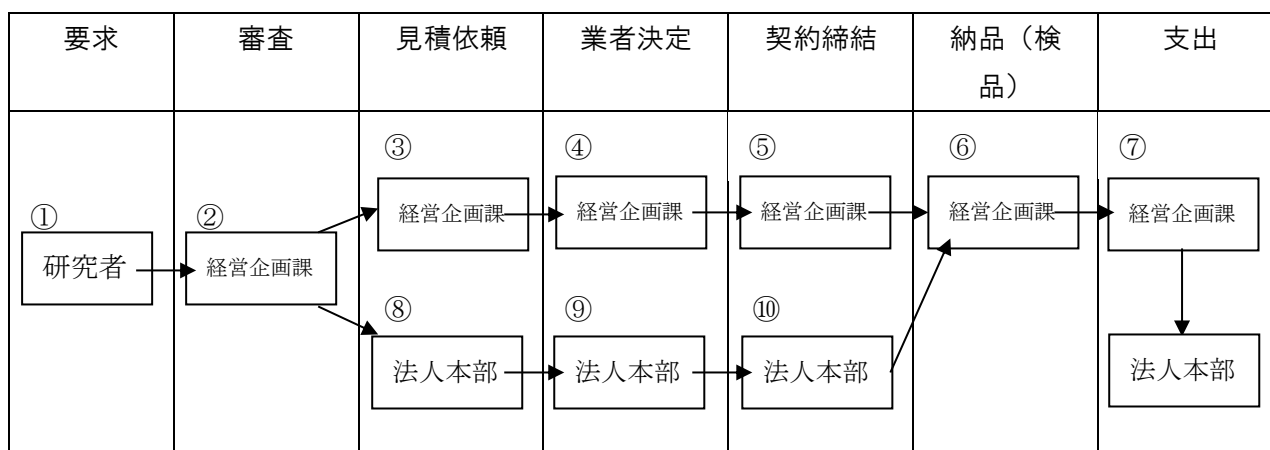 要求
審査
見積依頼
業者決定
契約締結
納品（検
品）
支出
①
研究者
②
経営企画課
③
経営企画課
④
経営企画課
⑤
経営企画課
⑥
経営企画課
⑦
経営企画課
⑧
法人本部
⑨
法人本部
⑩
法人本部
法人本部